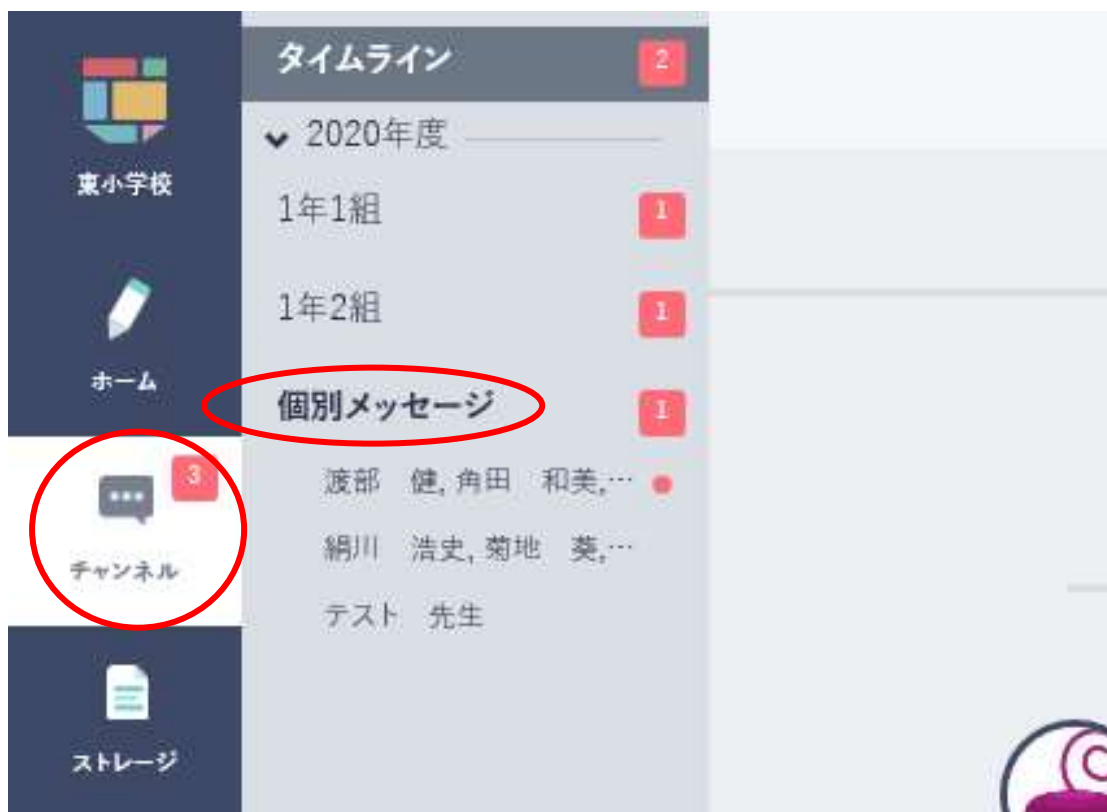 東小学校
ホーム
3
チャンネル
ストレージ
タイムライン 2
2020年度
1年1組 1
1年2組 1
個別メッセージ 1
渡部 健, 角田 和美,…
絹川 浩史, 菊地 葵,…
テスト 先生